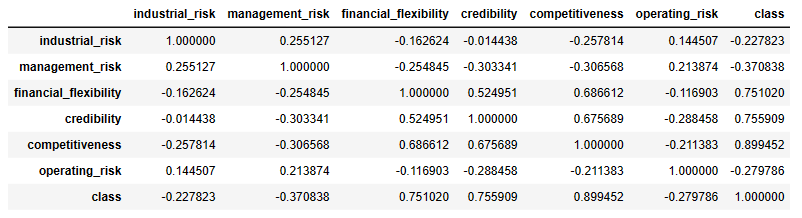 industrial_risk management_risk financial_flexibility credibility competitiveness operating_risk class
industrial_risk 1.000000 0.255127 -0.162624 -0.014438 -0.257814 0.144507 -0.227823
management_risk 0.255127 1.000000 -0.254845 -0.303341 -0.306568 0.213874 -0.370838
financial_flexibility -0.162624 -0.254845 1.000000 0.524951 0.686612 -0.116903 0.751020
credibility -0.014438 -0.303341 0.524951 1.000000 0.675689 -0.288458 0.755909
competitiveness -0.257814 -0.306568 0.686612 0.675689 1.000000 -0.211383 0.899452
operating_risk 0.144507 0.213874 -0.116903 -0.288458 -0.211383 1.000000 -0.279786
class -0.227823 -0.370838 0.751020 0.755909 0.899452 -0.279786 1.000000